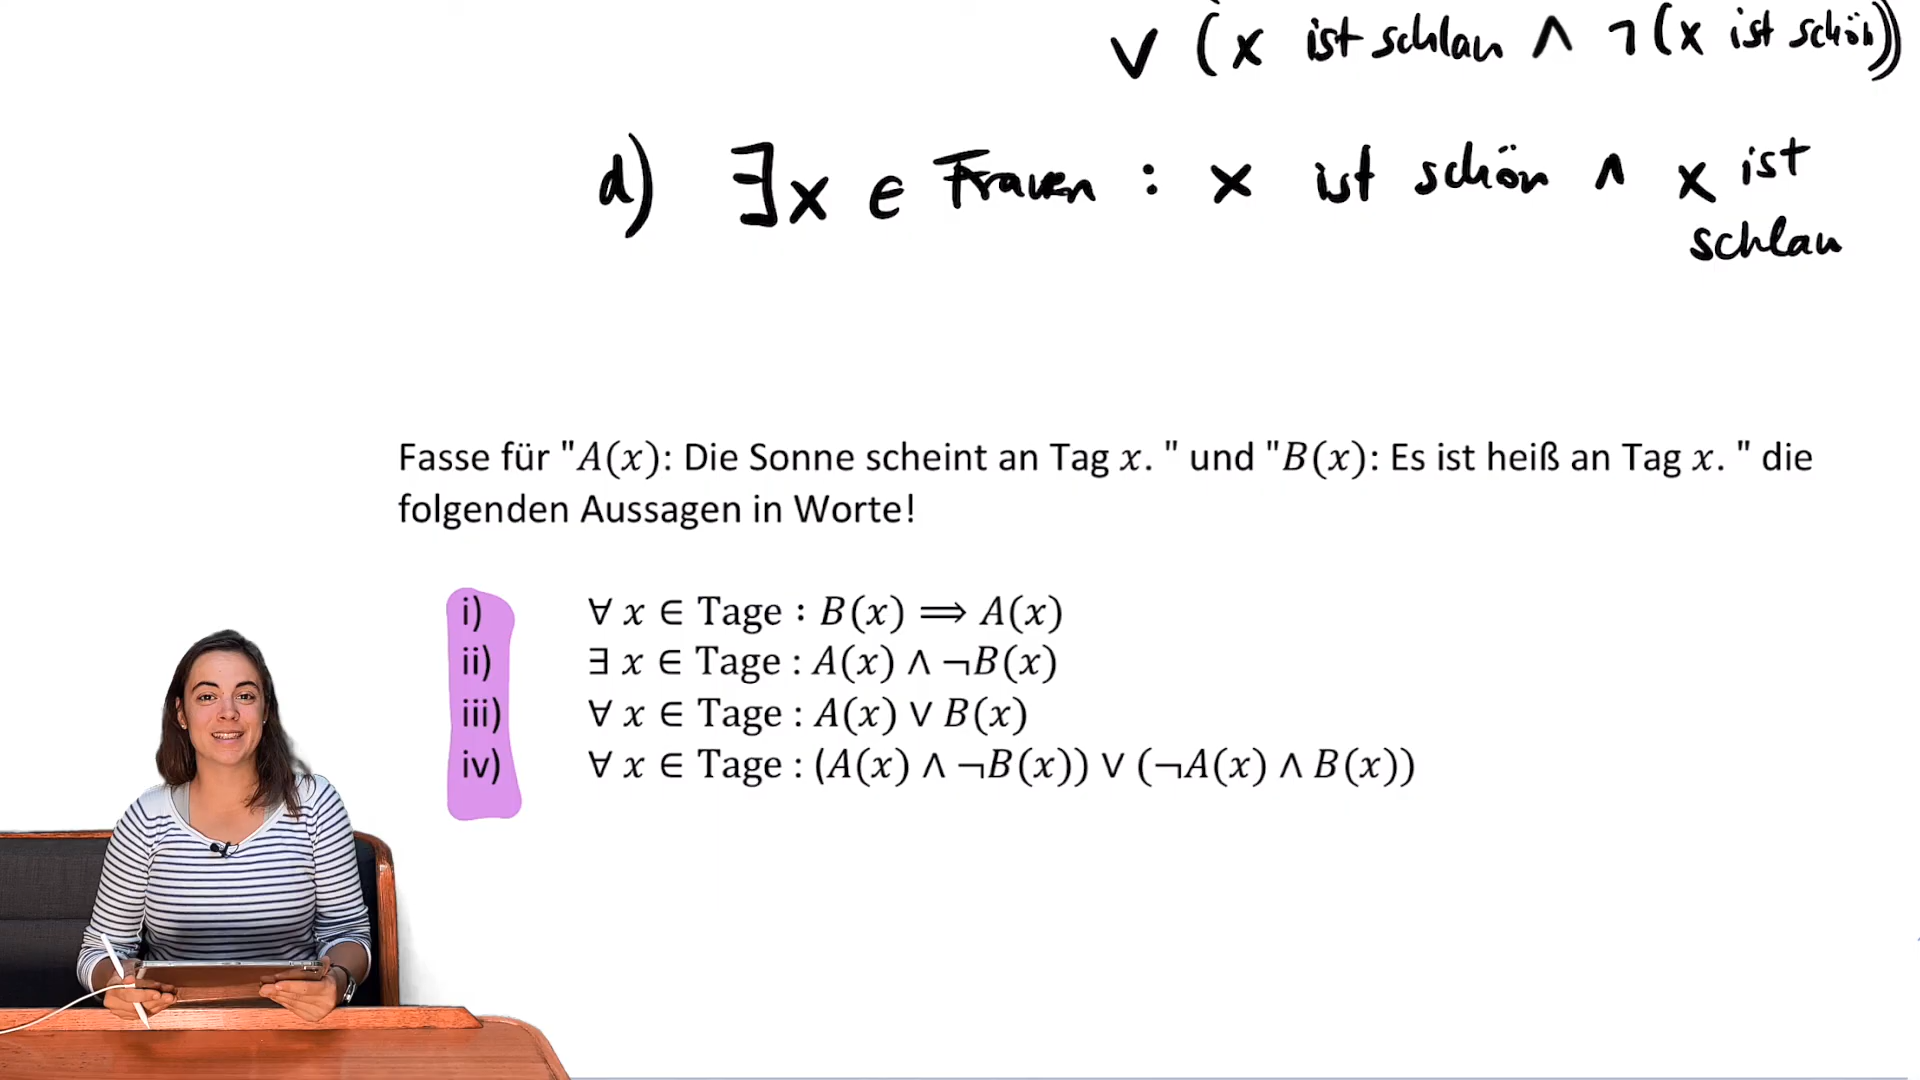 ∨ (x ist schlau ∧ ¬(x ist schön))
d) ∃x ∈ Frauen : x ist schön ∧ x ist
schlau
Fasse für "A(x): Die Sonne scheint an Tag x. " und "B(x): Es ist heiß an Tag x. " die
folgenden Aussagen in Worte!
i) ∀ x ∈ Tage : B(x) ⟹ A(x)
ii) ∃ x ∈ Tage : A(x) ∧ ¬B(x)
iii) ∀ x ∈ Tage : A(x) ∨ B(x)
iv) ∀ x ∈ Tage : (A(x) ∧ ¬B(x)) ∨ (¬A(x) ∧ B(x))